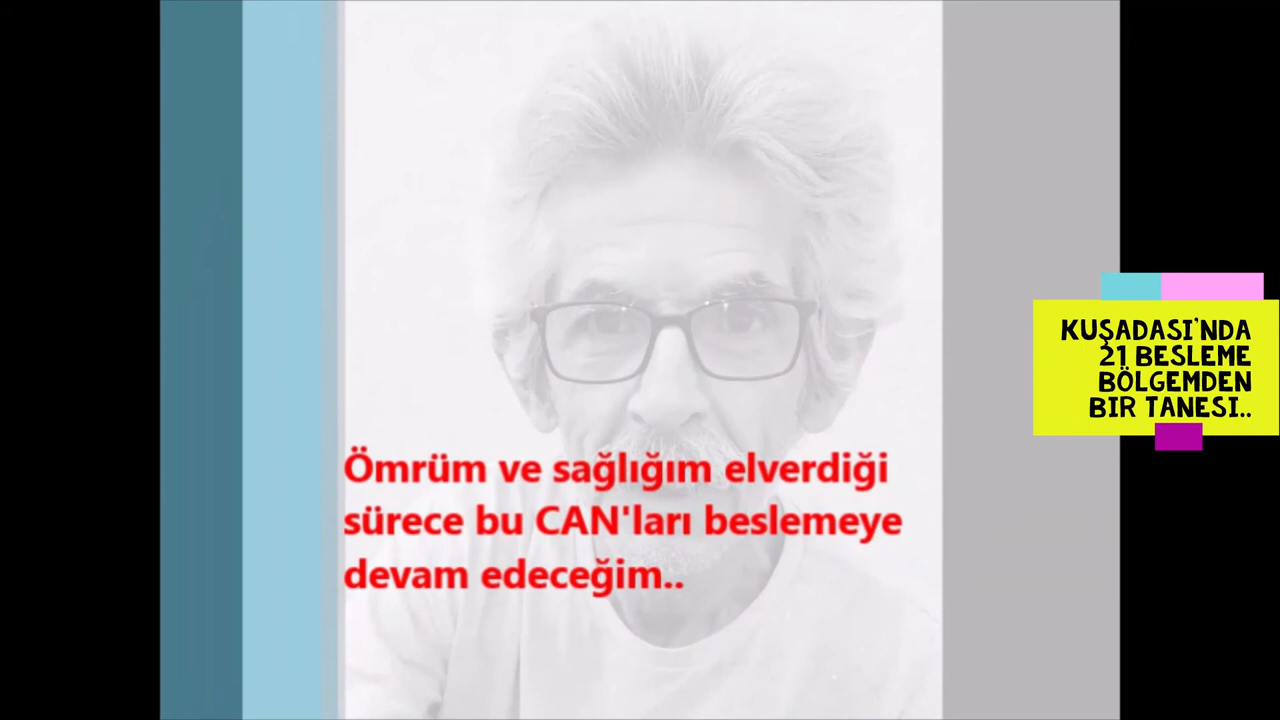 Ömrüm ve sağlığım elverdiği
sürece bu CAN'ları beslemeye
devam edeceğim..
KUŞADASI'NDA
21 BESLEME
BÖLGEMDEN
BIR TANESI..